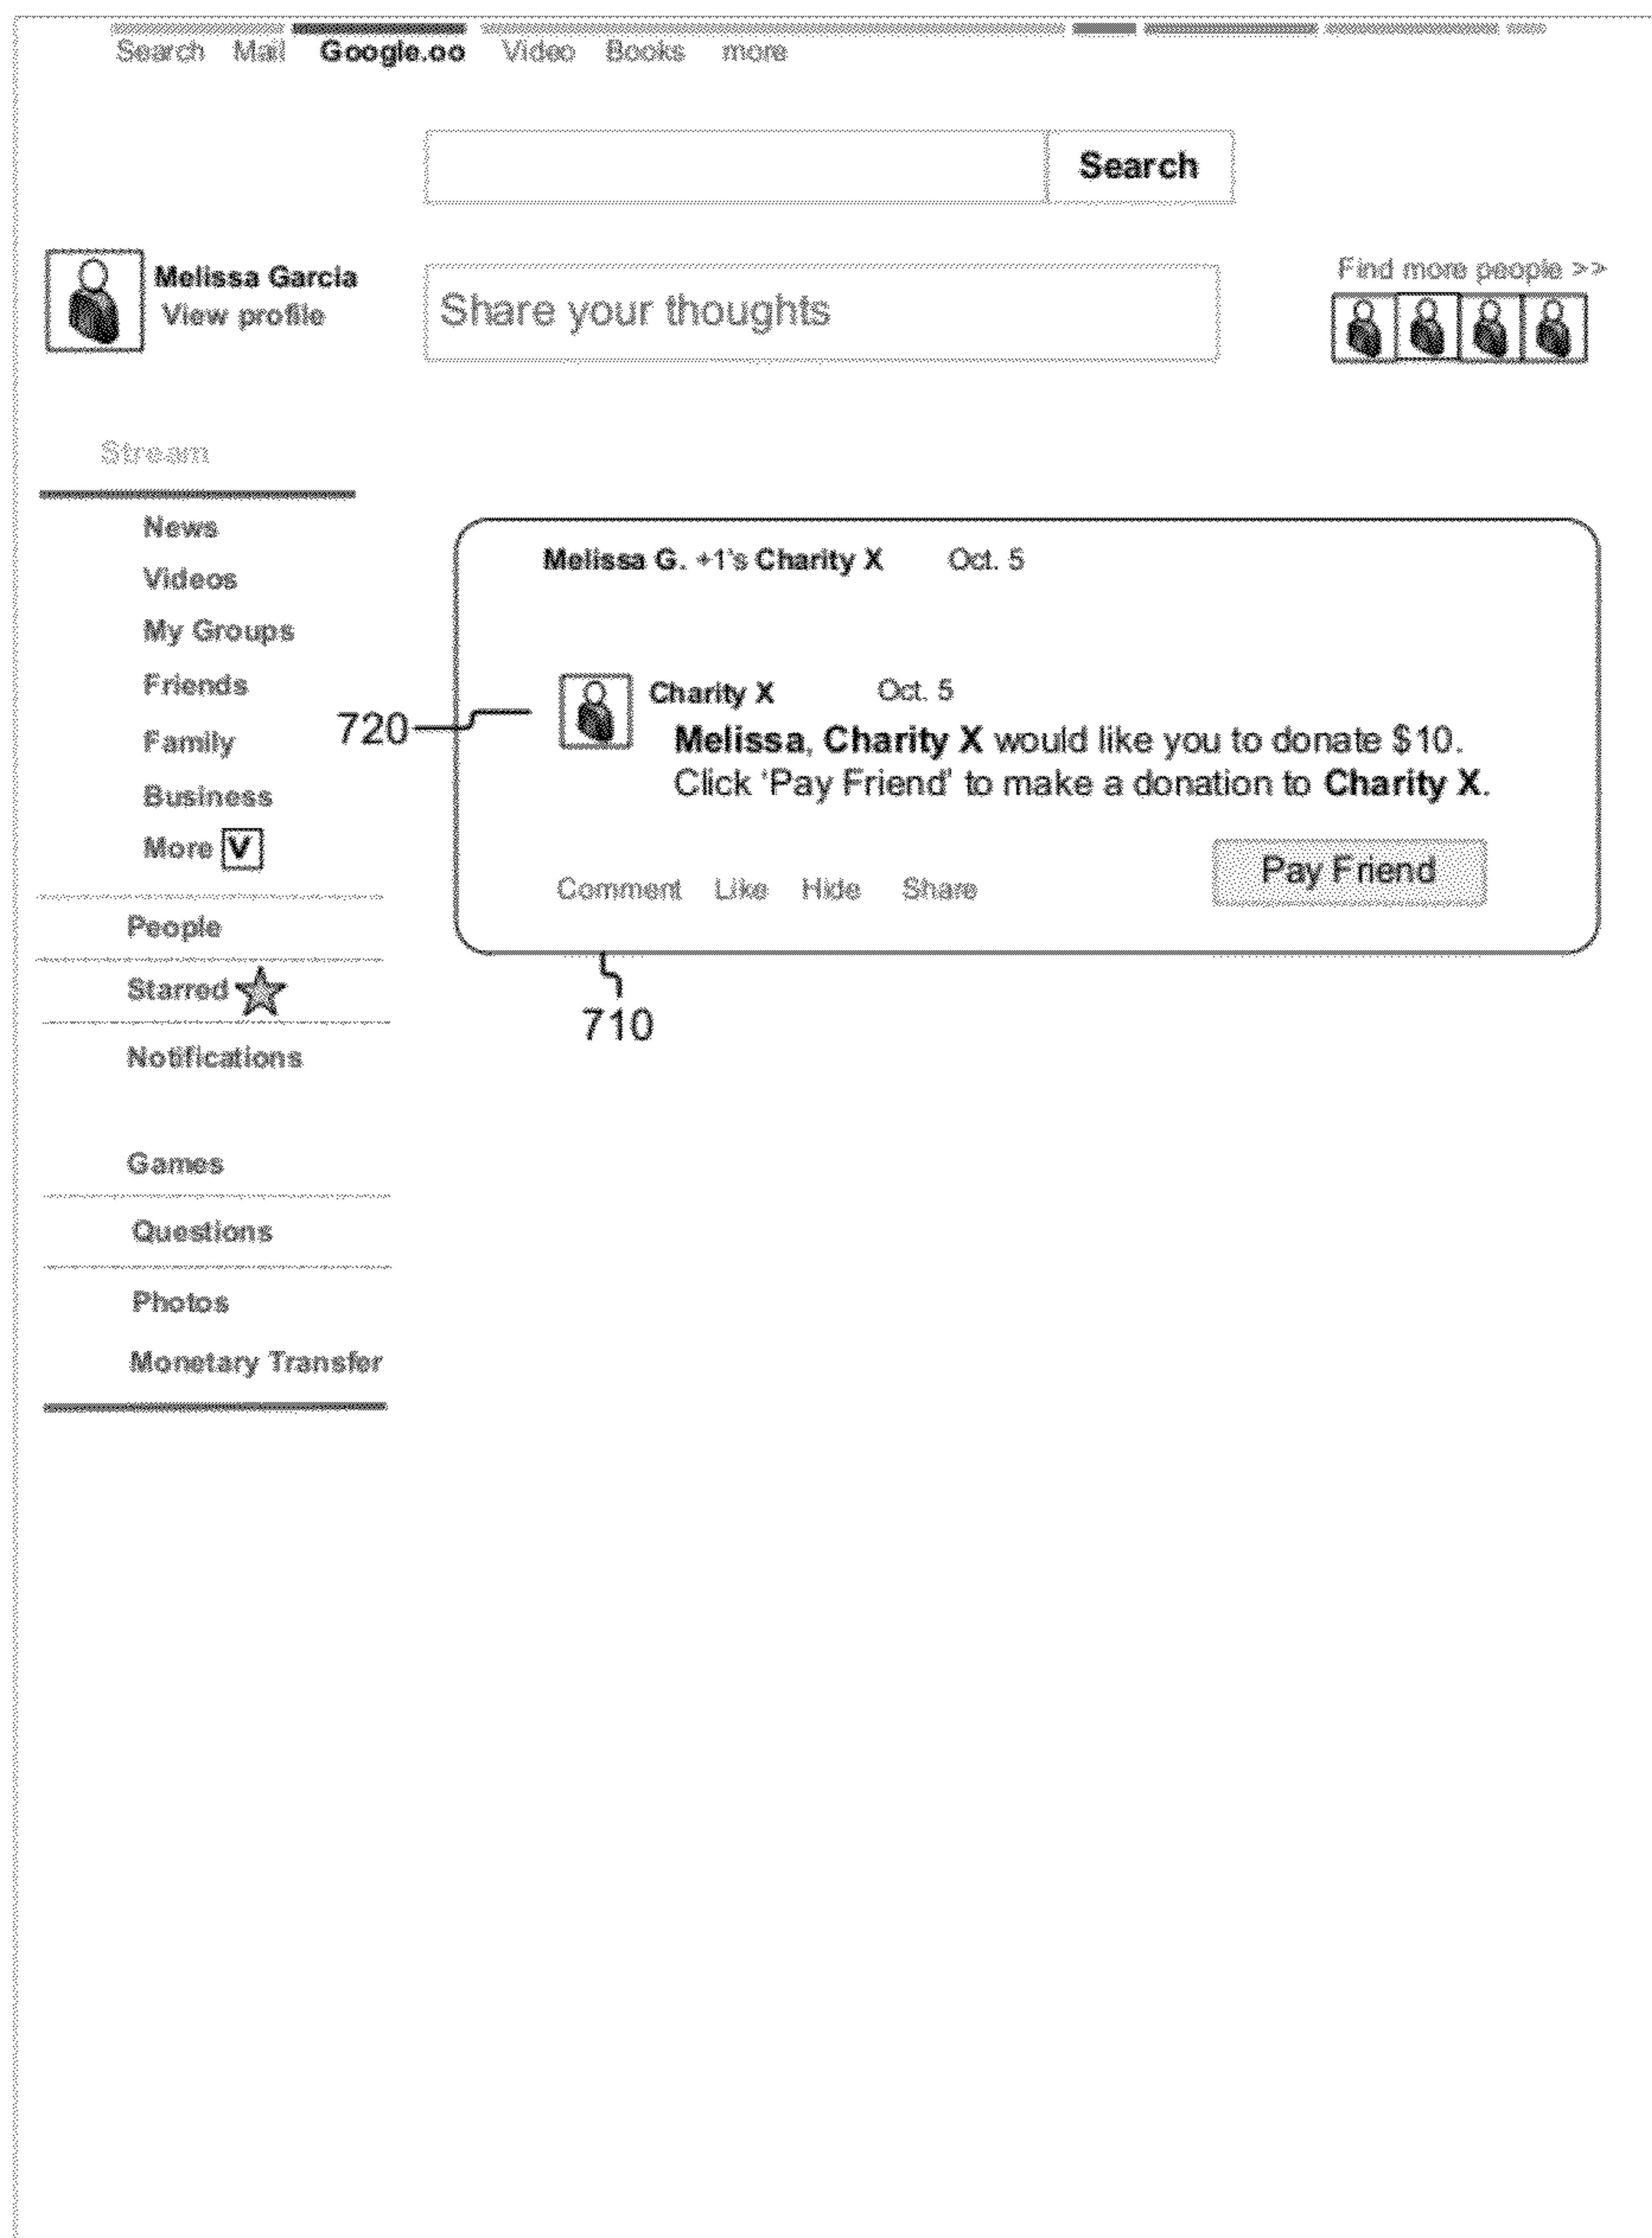 Search Mail Google.oo Video Books more
Search
Melissa Garcia
View profile
Share your thoughts
Find more people >>
Stream
News
Videos
My Groups
Friends
Family
Business
More V
People
Starred
Notifications
Games
Questions
Photos
Monetary Transfer
Melissa G. +1's Charity X Oct. 5
720
Charity X Oct. 5
Melissa, Charity X would like you to donate $10.
Click 'Pay Friend' to make a donation to Charity X.
Comment Like Hide Share
Pay Friend
710